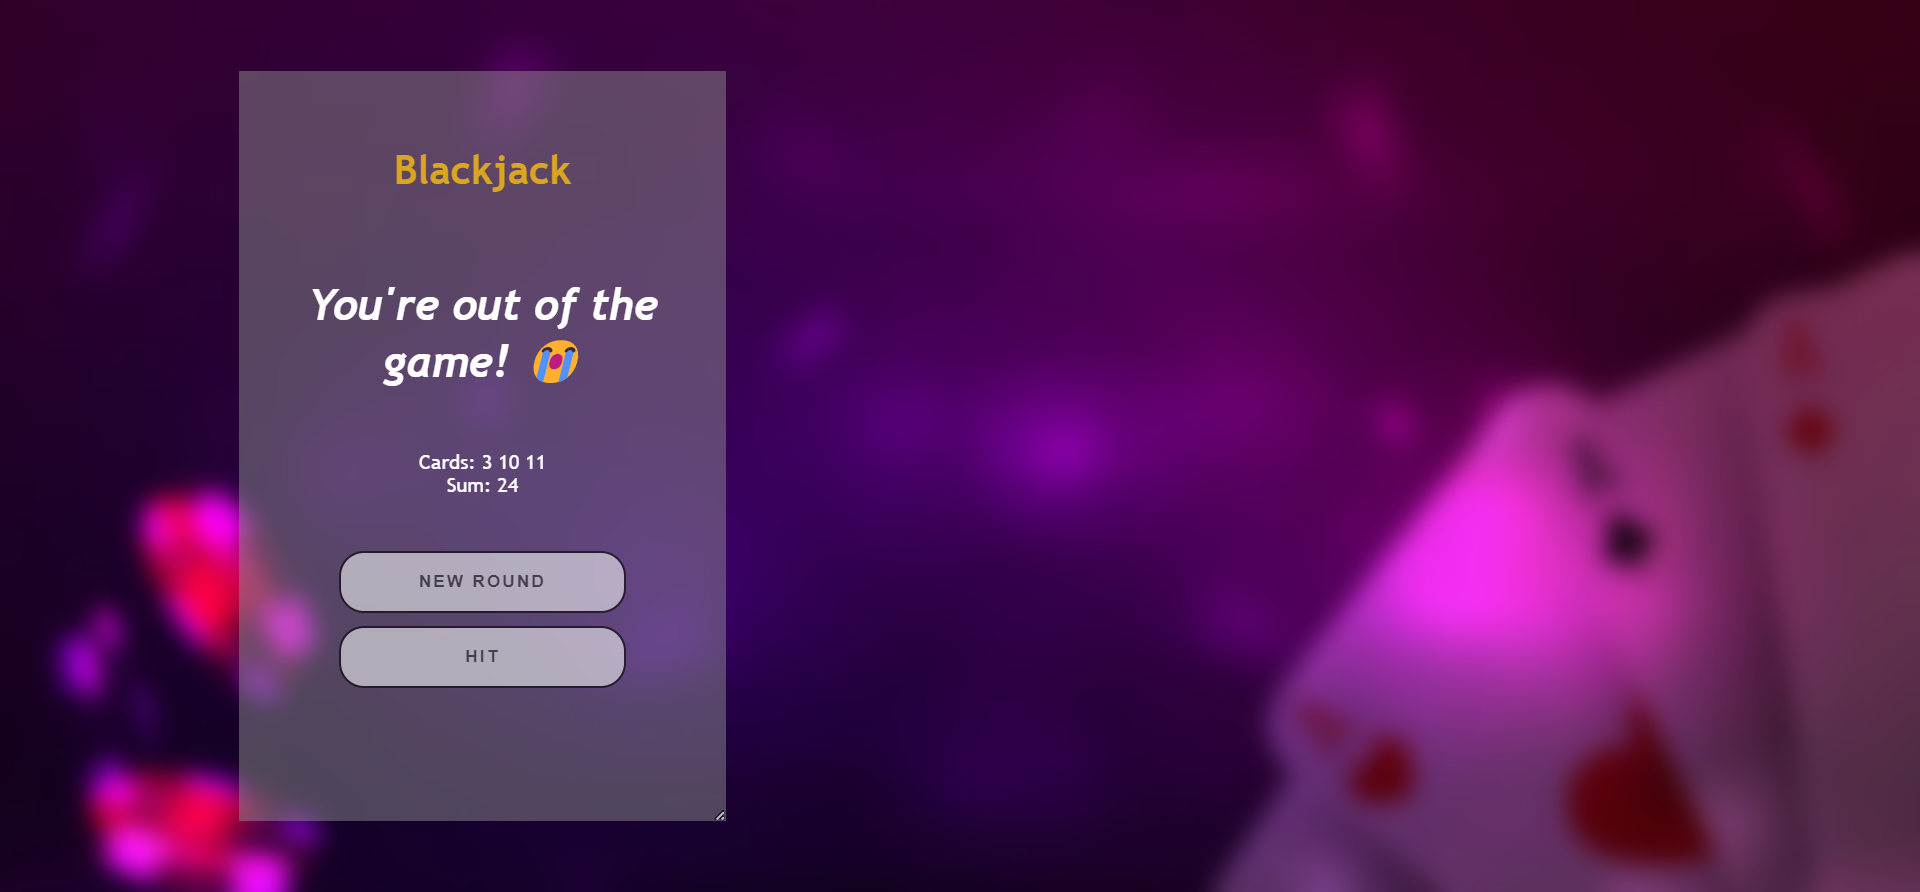 Blackjack
You're out of the
game! 😭
Cards: 3 10 11
Sum: 24
NEW ROUND
HIT